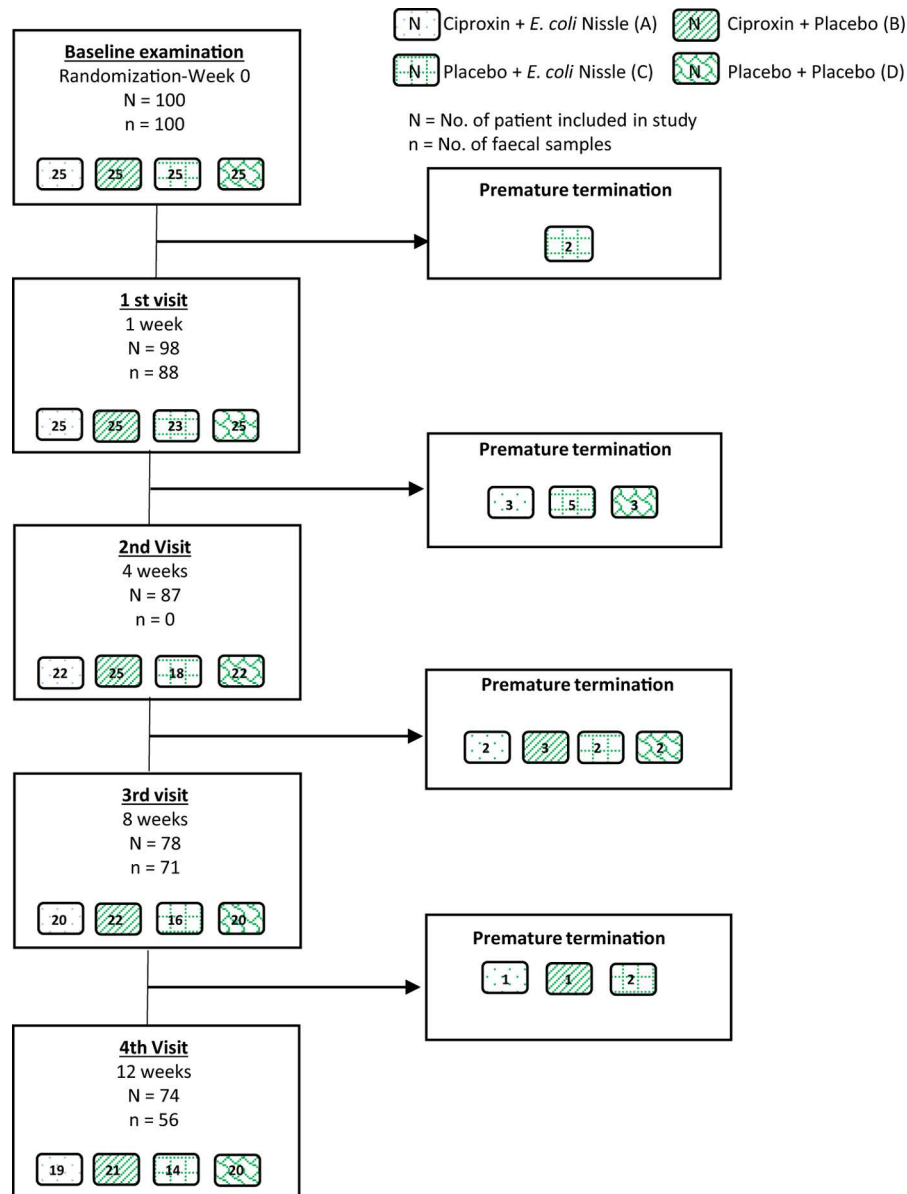 N Ciproxin + E. coli Nissle (A) N Ciproxin + Placebo (B)
N Placebo + E. coli Nissle (C) N Placebo + Placebo (D)
N = No. of patient included in study
n = No. of faecal samples
Baseline examination
Randomization-Week 0
N = 100
n = 100
25 25 25 25
Premature termination
2
1 st visit
1 week
N = 98
n = 88
25 25 23 25
Premature termination
3 5 3
2nd Visit
4 weeks
N = 87
n = 0
22 25 18 22
Premature termination
2 3 2 2
3rd visit
8 weeks
N = 78
n = 71
20 22 16 20
Premature termination
1 1 2
4th Visit
12 weeks
N = 74
n = 56
19 21 14 20